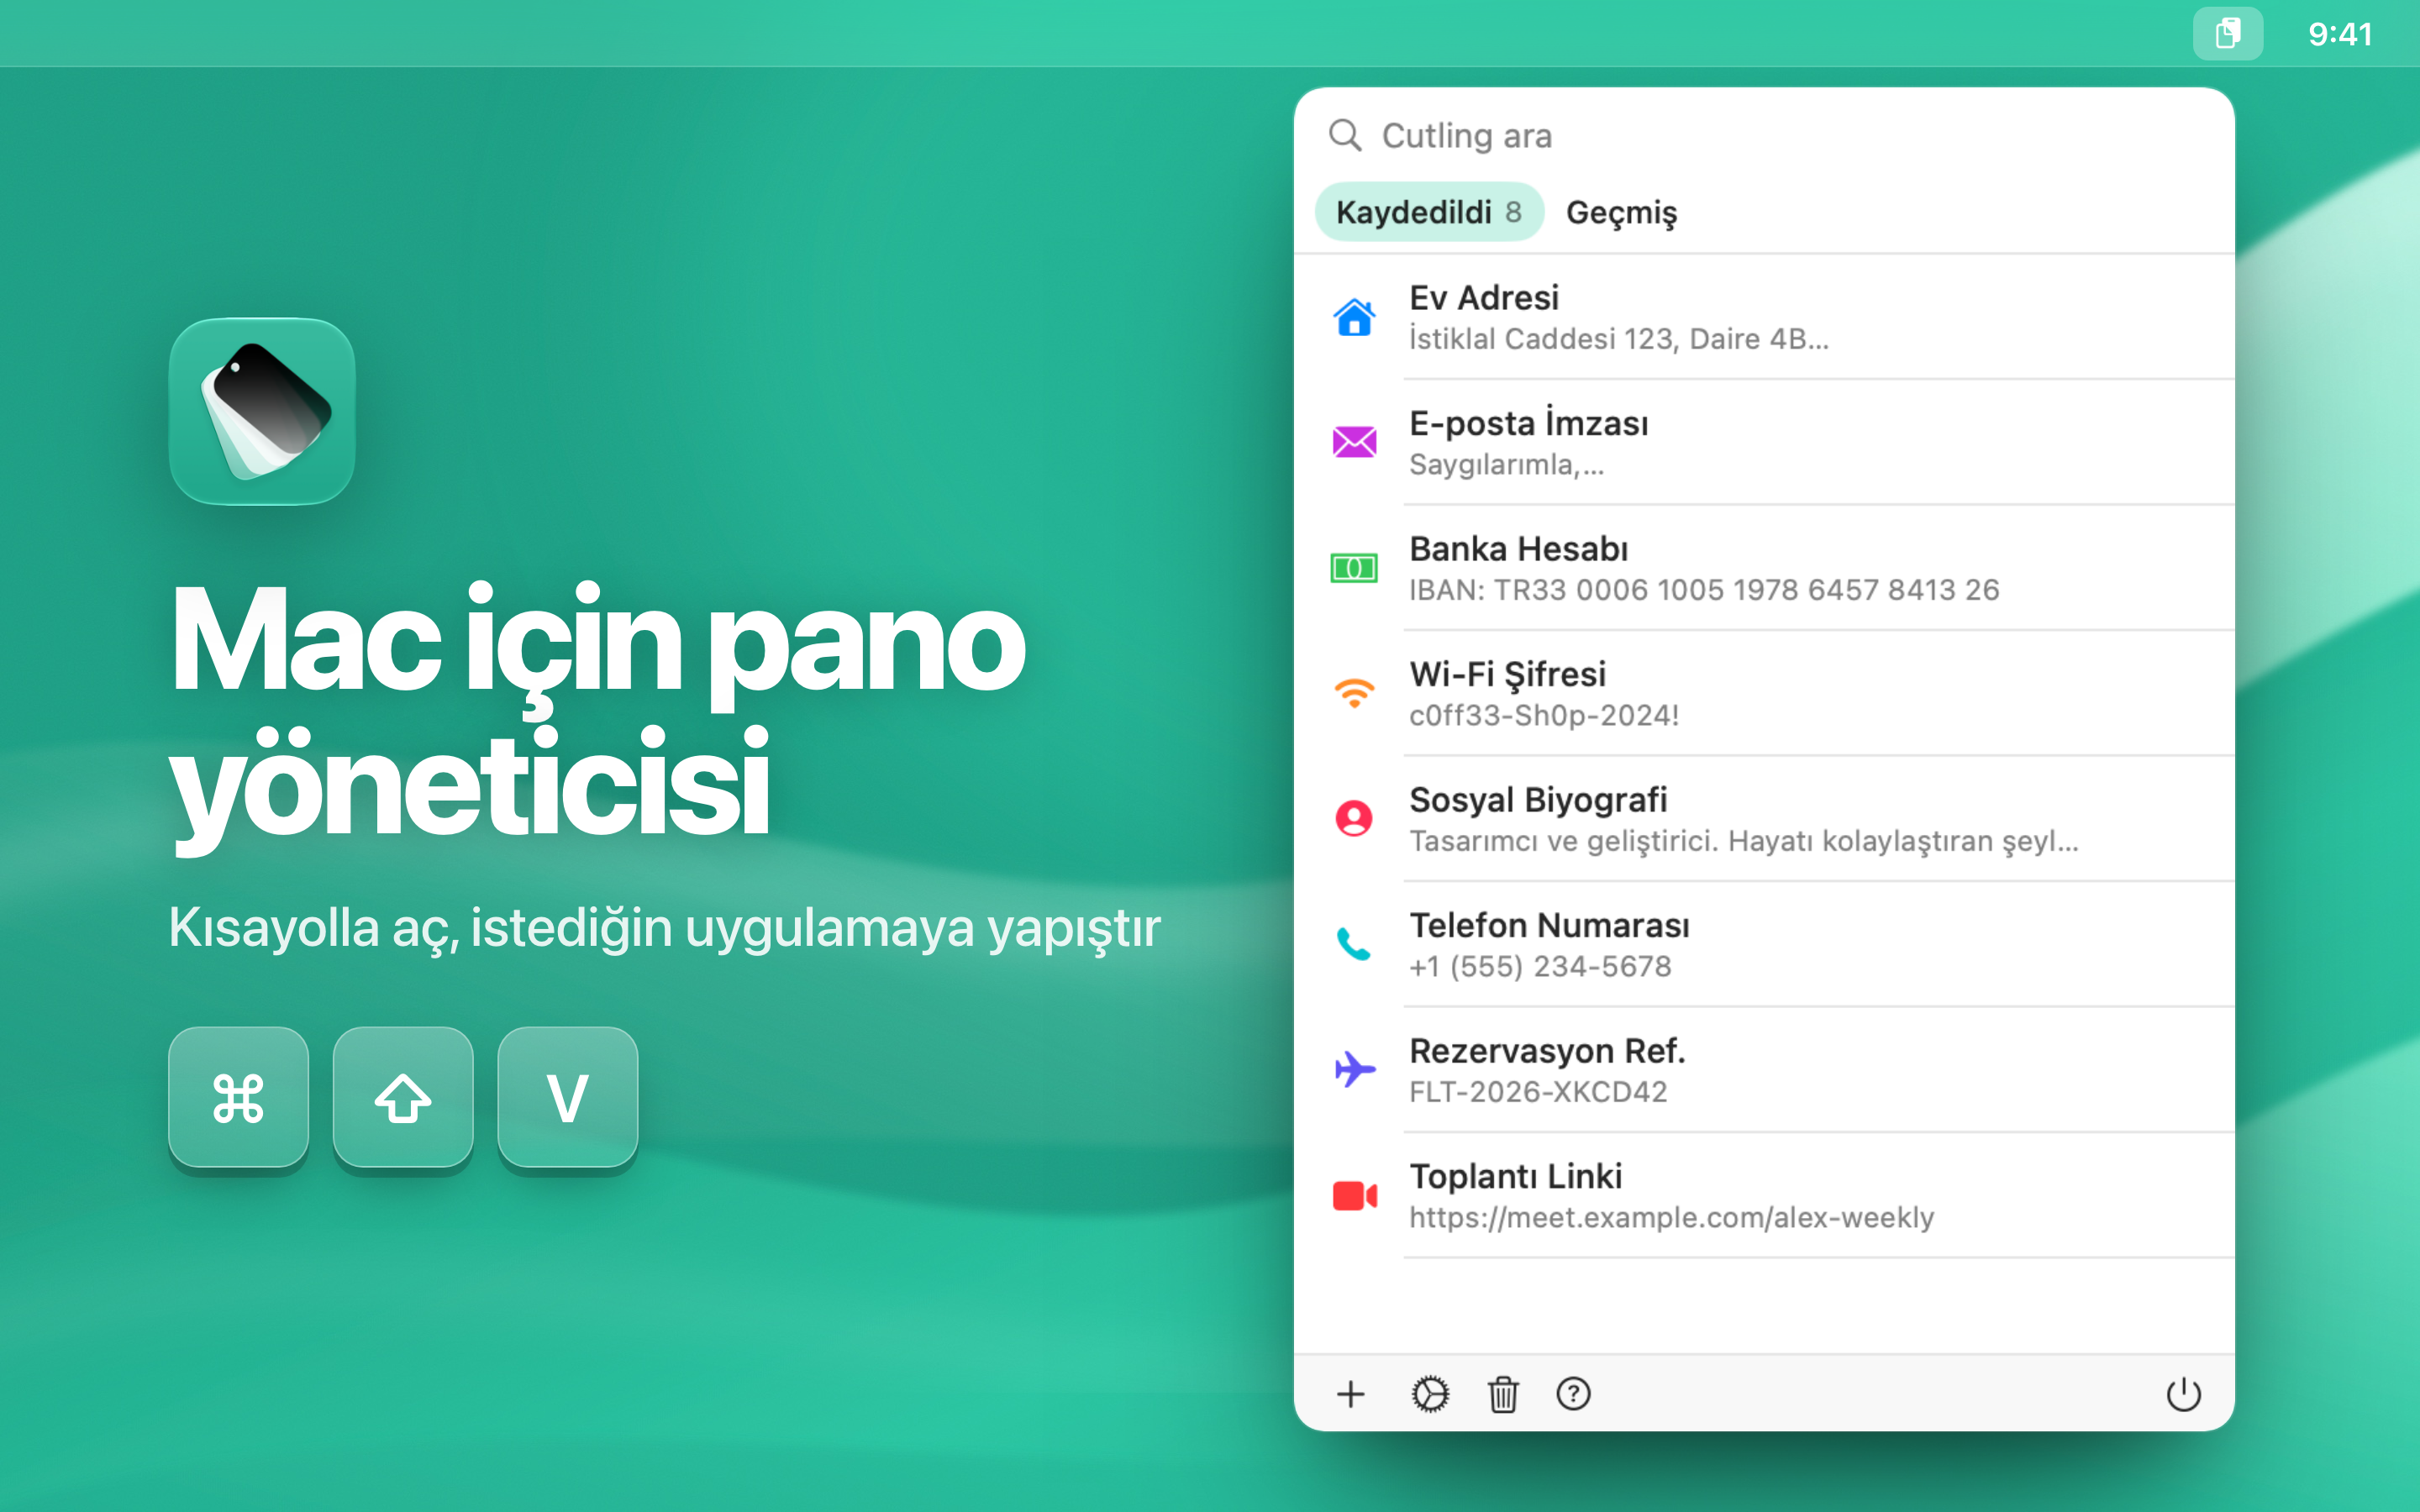 9:41
Mac için pano
yöneticisi
Kısayolla aç, istediğin uygulamaya yapıştır
⌘ ⇧ V
Cutling ara
Kaydedildi 8 Geçmiş
Ev Adresi
İstiklal Caddesi 123, Daire 4B...
E-posta İmzası
Saygılarımla,...
Banka Hesabı
IBAN: TR33 0006 1005 1978 6457 8413 26
Wi-Fi Şifresi
c0ff33-Sh0p-2024!
Sosyal Biyografi
Tasarımcı ve geliştirici. Hayatı kolaylaştıran şeyl...
Telefon Numarası
+1 (555) 234-5678
Rezervasyon Ref.
FLT-2026-XKCD42
Toplantı Linki
https://meet.example.com/alex-weekly